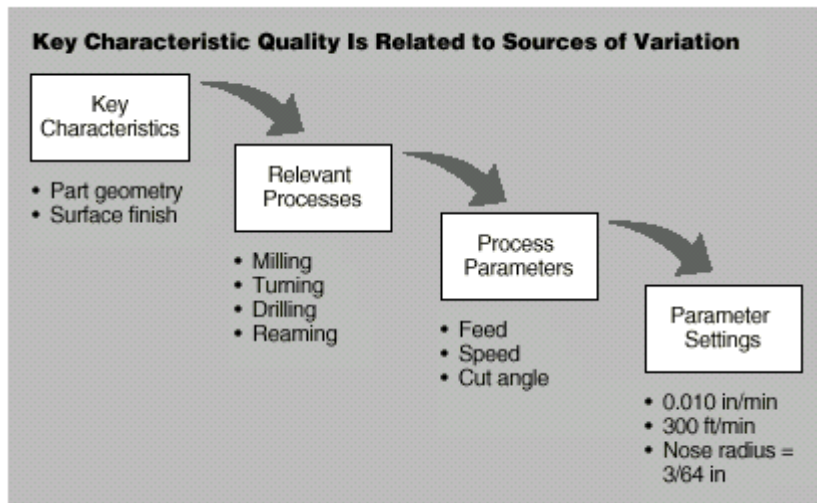 Key Characteristic Quality Is Related to Sources of Variation
Key
Characteristics
• Part geometry
• Surface finish
Relevant
Processes
• Milling
• Turning
• Drilling
• Reaming
Process
Parameters
• Feed
• Speed
• Cut angle
Parameter
Settings
• 0.010 in/min
• 300 ft/min
• Nose radius =
3/64 in